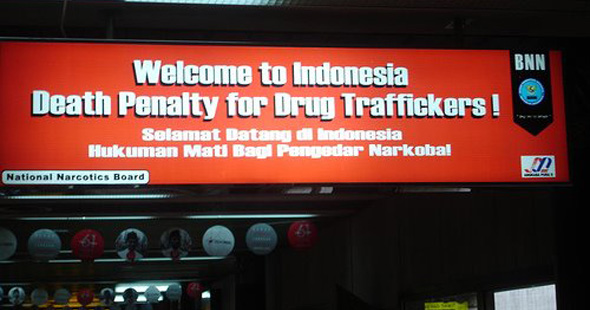 Welcome to Indonesia
Death Penalty for Drug Traffickers !
Selamat Datang di Indonesia
Hukuman Mati Bagi Pengedar Narkoba!
National Narcotics Board
BNN